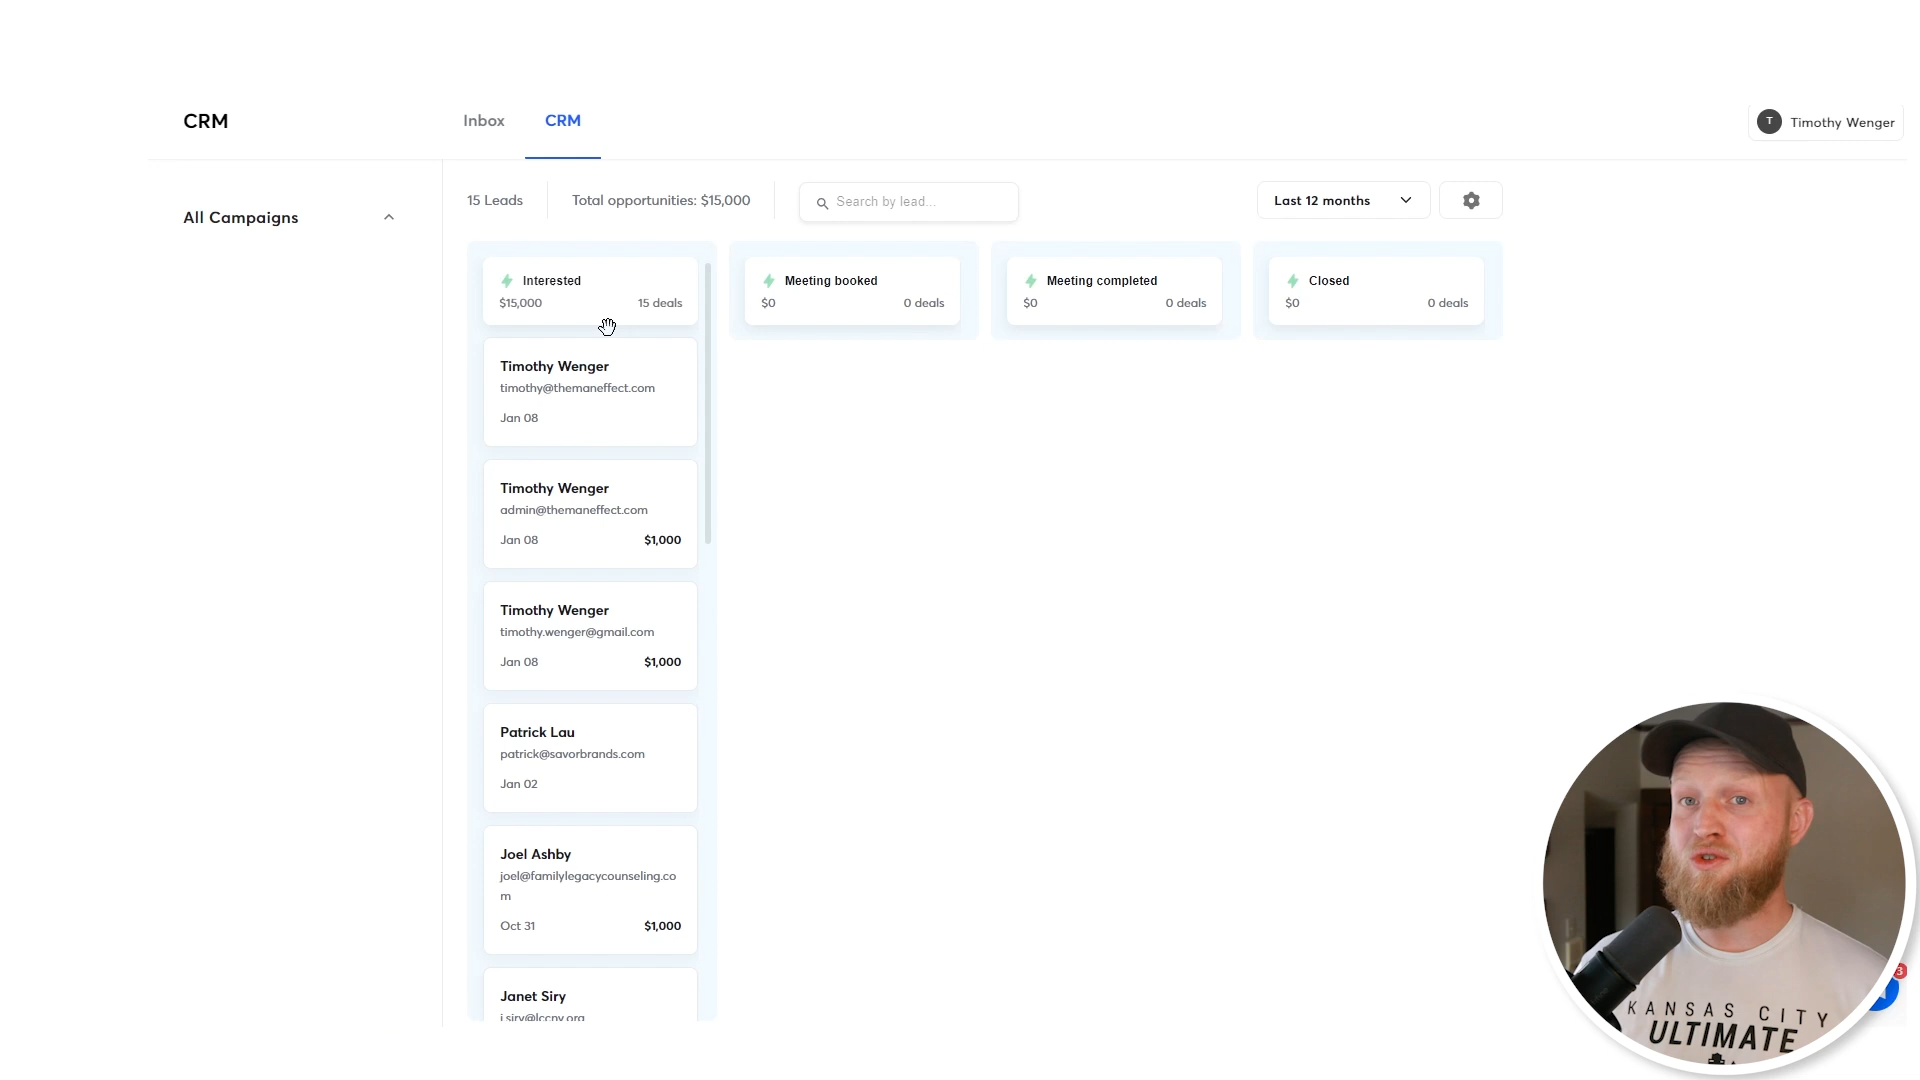 CRM
Inbox
CRM
T
Timothy Wenger
All Campaigns
15 Leads
Total opportunities: $15,000
Search by lead...
Last 12 months
Interested
$15,000
15 deals
Meeting booked
$0
0 deals
Meeting completed
$0
0 deals
Closed
$0
0 deals
Timothy Wenger
timothy@themaneffect.com
Jan 08
Timothy Wenger
admin@themaneffect.com
Jan 08
$1,000
Timothy Wenger
timothy.wenger@gmail.com
Jan 08
$1,000
Patrick Lau
patrick@savorbrands.com
Jan 02
Joel Ashby
joel@familylegacycounseling.co
m
Oct 31
$1,000
Janet Siry
j.siry@lccny.org
3
KANSAS CITY
ULTIMATE